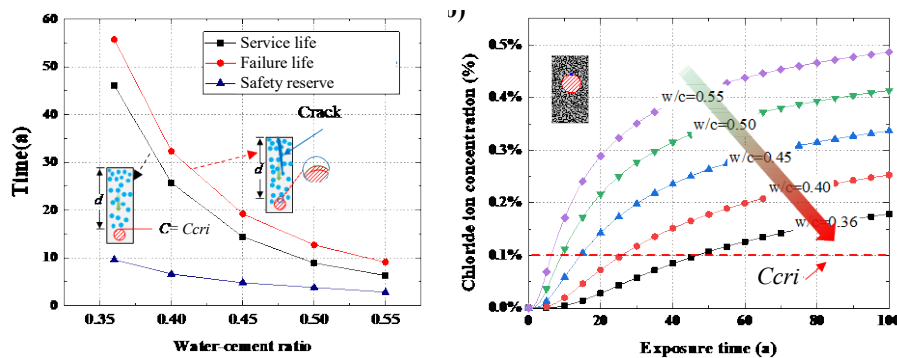 60
50
40
30
20
10
0
Time(a)
0.35 0.40 0.45 0.50 0.55
Water-cement ratio
Service life
Failure life
Safety reserve
Crack
d
d
C= Ccri
0.5%
0.4%
0.3%
0.2%
0.1%
0.0%
Chloride ion concentration (%)
0 20 40 60 80 100
Exposure time (a)
w/c=0.55
w/c=0.50
w/c=0.45
w/c=0.40
w/c=0.36
Ccri